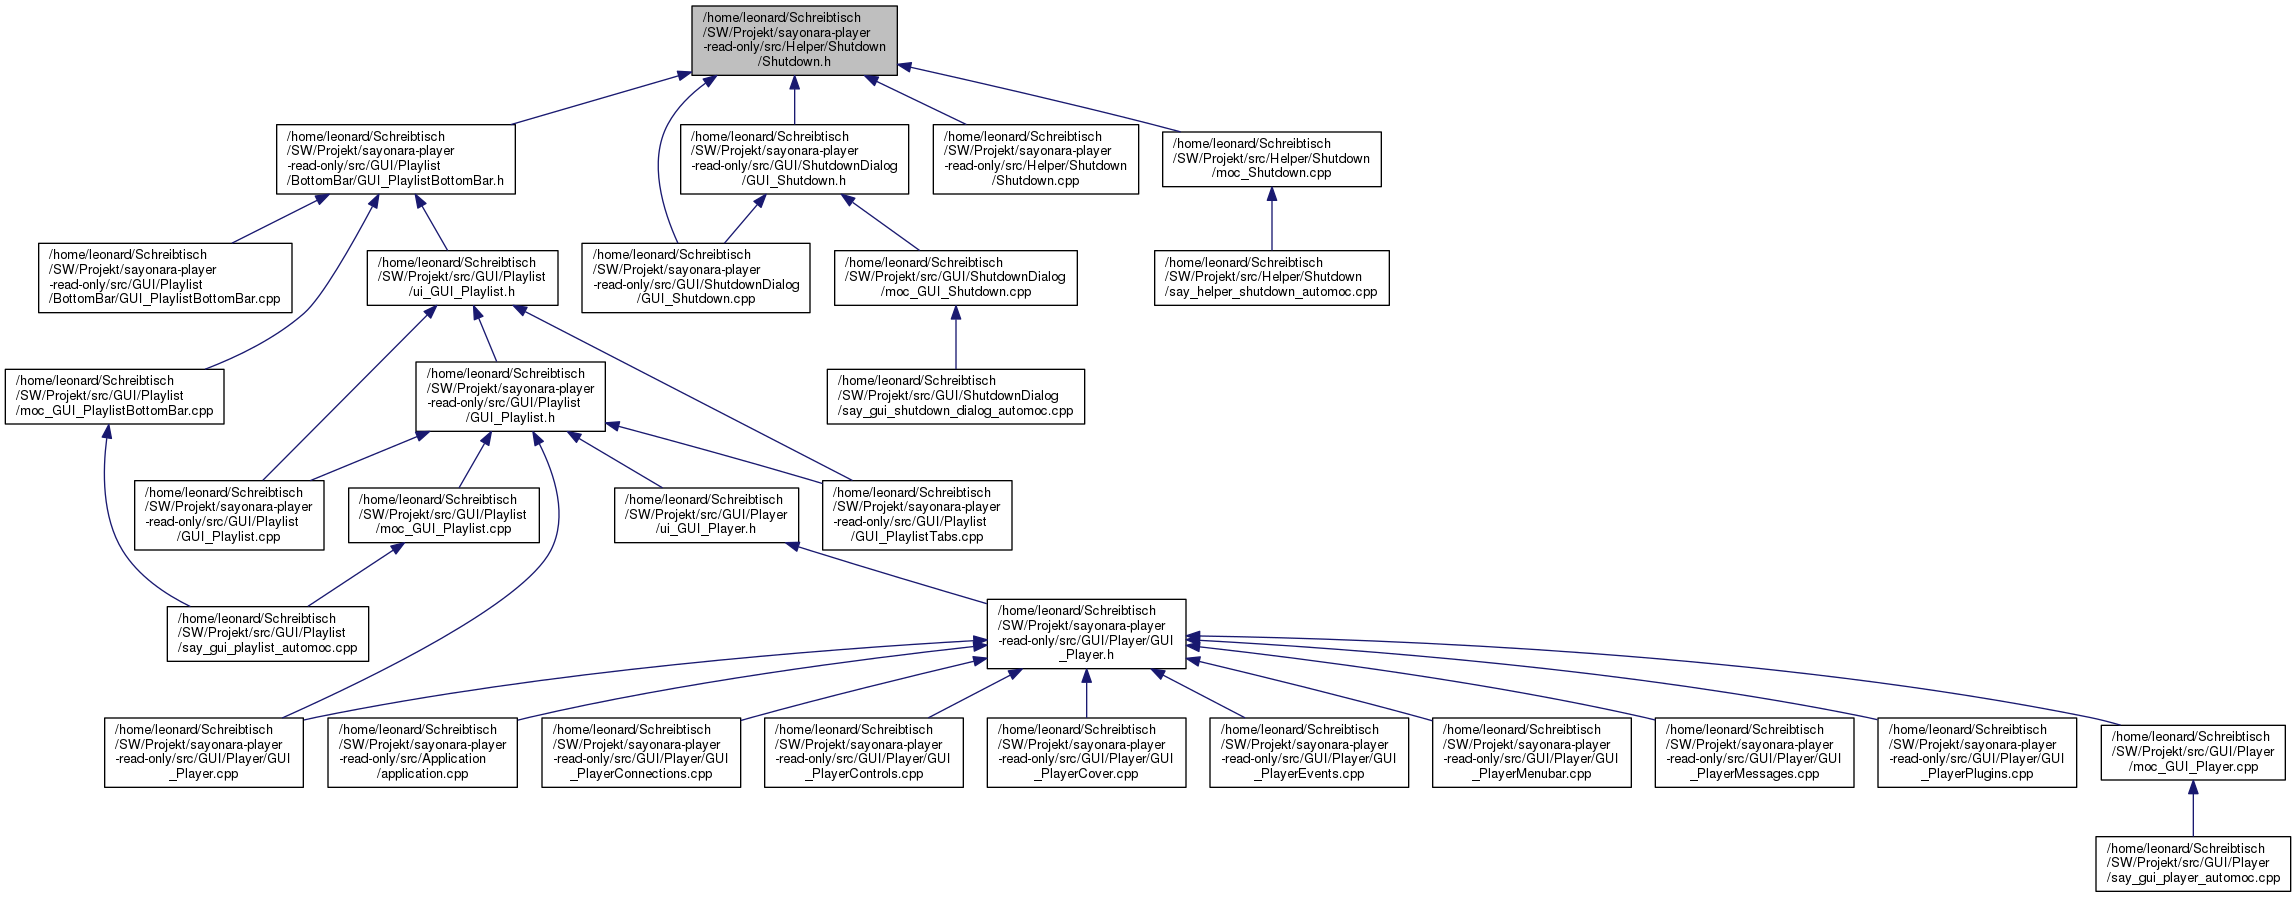 /home/leonard/Schreibtisch
/SW/Projekt/sayonara-player
-read-only/src/Helper/Shutdown
/Shutdown.h
/home/leonard/Schreibtisch
/SW/Projekt/sayonara-player
-read-only/src/GUI/Playlist
/BottomBar/GUI_PlaylistBottomBar.h
/home/leonard/Schreibtisch
/SW/Projekt/sayonara-player
-read-only/src/GUI/ShutdownDialog
/GUI_Shutdown.h
/home/leonard/Schreibtisch
/SW/Projekt/sayonara-player
-read-only/src/Helper/Shutdown
/Shutdown.cpp
/home/leonard/Schreibtisch
/SW/Projekt/src/Helper/Shutdown
/moc_Shutdown.cpp
/home/leonard/Schreibtisch
/SW/Projekt/sayonara-player
-read-only/src/GUI/Playlist
/BottomBar/GUI_PlaylistBottomBar.cpp
/home/leonard/Schreibtisch
/SW/Projekt/src/GUI/Playlist
/ui_GUI_Playlist.h
/home/leonard/Schreibtisch
/SW/Projekt/sayonara-player
-read-only/src/GUI/ShutdownDialog
/GUI_Shutdown.cpp
/home/leonard/Schreibtisch
/SW/Projekt/src/GUI/ShutdownDialog
/moc_GUI_Shutdown.cpp
/home/leonard/Schreibtisch
/SW/Projekt/src/Helper/Shutdown
/say_helper_shutdown_automoc.cpp
/home/leonard/Schreibtisch
/SW/Projekt/src/GUI/Playlist
/moc_GUI_PlaylistBottomBar.cpp
/home/leonard/Schreibtisch
/SW/Projekt/sayonara-player
-read-only/src/GUI/Playlist
/GUI_Playlist.h
/home/leonard/Schreibtisch
/SW/Projekt/src/GUI/ShutdownDialog
/say_gui_shutdown_dialog_automoc.cpp
/home/leonard/Schreibtisch
/SW/Projekt/sayonara-player
-read-only/src/GUI/Playlist
/GUI_Playlist.cpp
/home/leonard/Schreibtisch
/SW/Projekt/src/GUI/Playlist
/moc_GUI_Playlist.cpp
/home/leonard/Schreibtisch
/SW/Projekt/src/GUI/Player
/ui_GUI_Player.h
/home/leonard/Schreibtisch
/SW/Projekt/sayonara-player
-read-only/src/GUI/Playlist
/GUI_PlaylistTabs.cpp
/home/leonard/Schreibtisch
/SW/Projekt/src/GUI/Playlist
/say_gui_playlist_automoc.cpp
/home/leonard/Schreibtisch
/SW/Projekt/sayonara-player
-read-only/src/GUI/Player/GUI
_Player.h
/home/leonard/Schreibtisch
/SW/Projekt/sayonara-player
-read-only/src/GUI/Player/GUI
_Player.cpp
/home/leonard/Schreibtisch
/SW/Projekt/sayonara-player
-read-only/src/Application
/application.cpp
/home/leonard/Schreibtisch
/SW/Projekt/sayonara-player
-read-only/src/GUI/Player/GUI
_PlayerConnections.cpp
/home/leonard/Schreibtisch
/SW/Projekt/sayonara-player
-read-only/src/GUI/Player/GUI
_PlayerControls.cpp
/home/leonard/Schreibtisch
/SW/Projekt/sayonara-player
-read-only/src/GUI/Player/GUI
_PlayerCover.cpp
/home/leonard/Schreibtisch
/SW/Projekt/sayonara-player
-read-only/src/GUI/Player/GUI
_PlayerEvents.cpp
/home/leonard/Schreibtisch
/SW/Projekt/sayonara-player
-read-only/src/GUI/Player/GUI
_PlayerMenubar.cpp
/home/leonard/Schreibtisch
/SW/Projekt/sayonara-player
-read-only/src/GUI/Player/GUI
_PlayerMessages.cpp
/home/leonard/Schreibtisch
/SW/Projekt/sayonara-player
-read-only/src/GUI/Player/GUI
_PlayerPlugins.cpp
/home/leonard/Schreibtisch
/SW/Projekt/src/GUI/Player
/moc_GUI_Player.cpp
/home/leonard/Schreibtisch
/SW/Projekt/src/GUI/Player
/say_gui_player_automoc.cpp